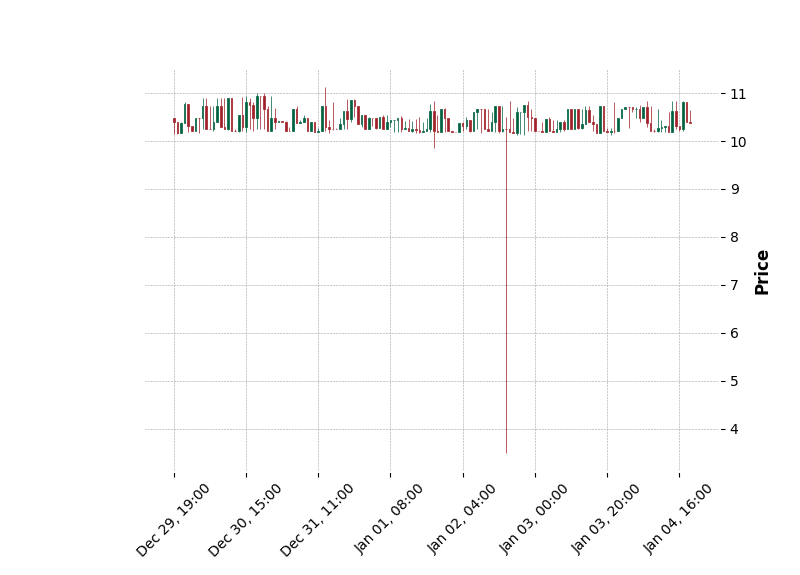 11
10
9
8
7
6
5
4
Price
Dec 29, 19:00
Dec 30, 15:00
Dec 31, 11:00
Jan 01, 08:00
Jan 02, 04:00
Jan 03, 00:00
Jan 03, 20:00
Jan 04, 16:00